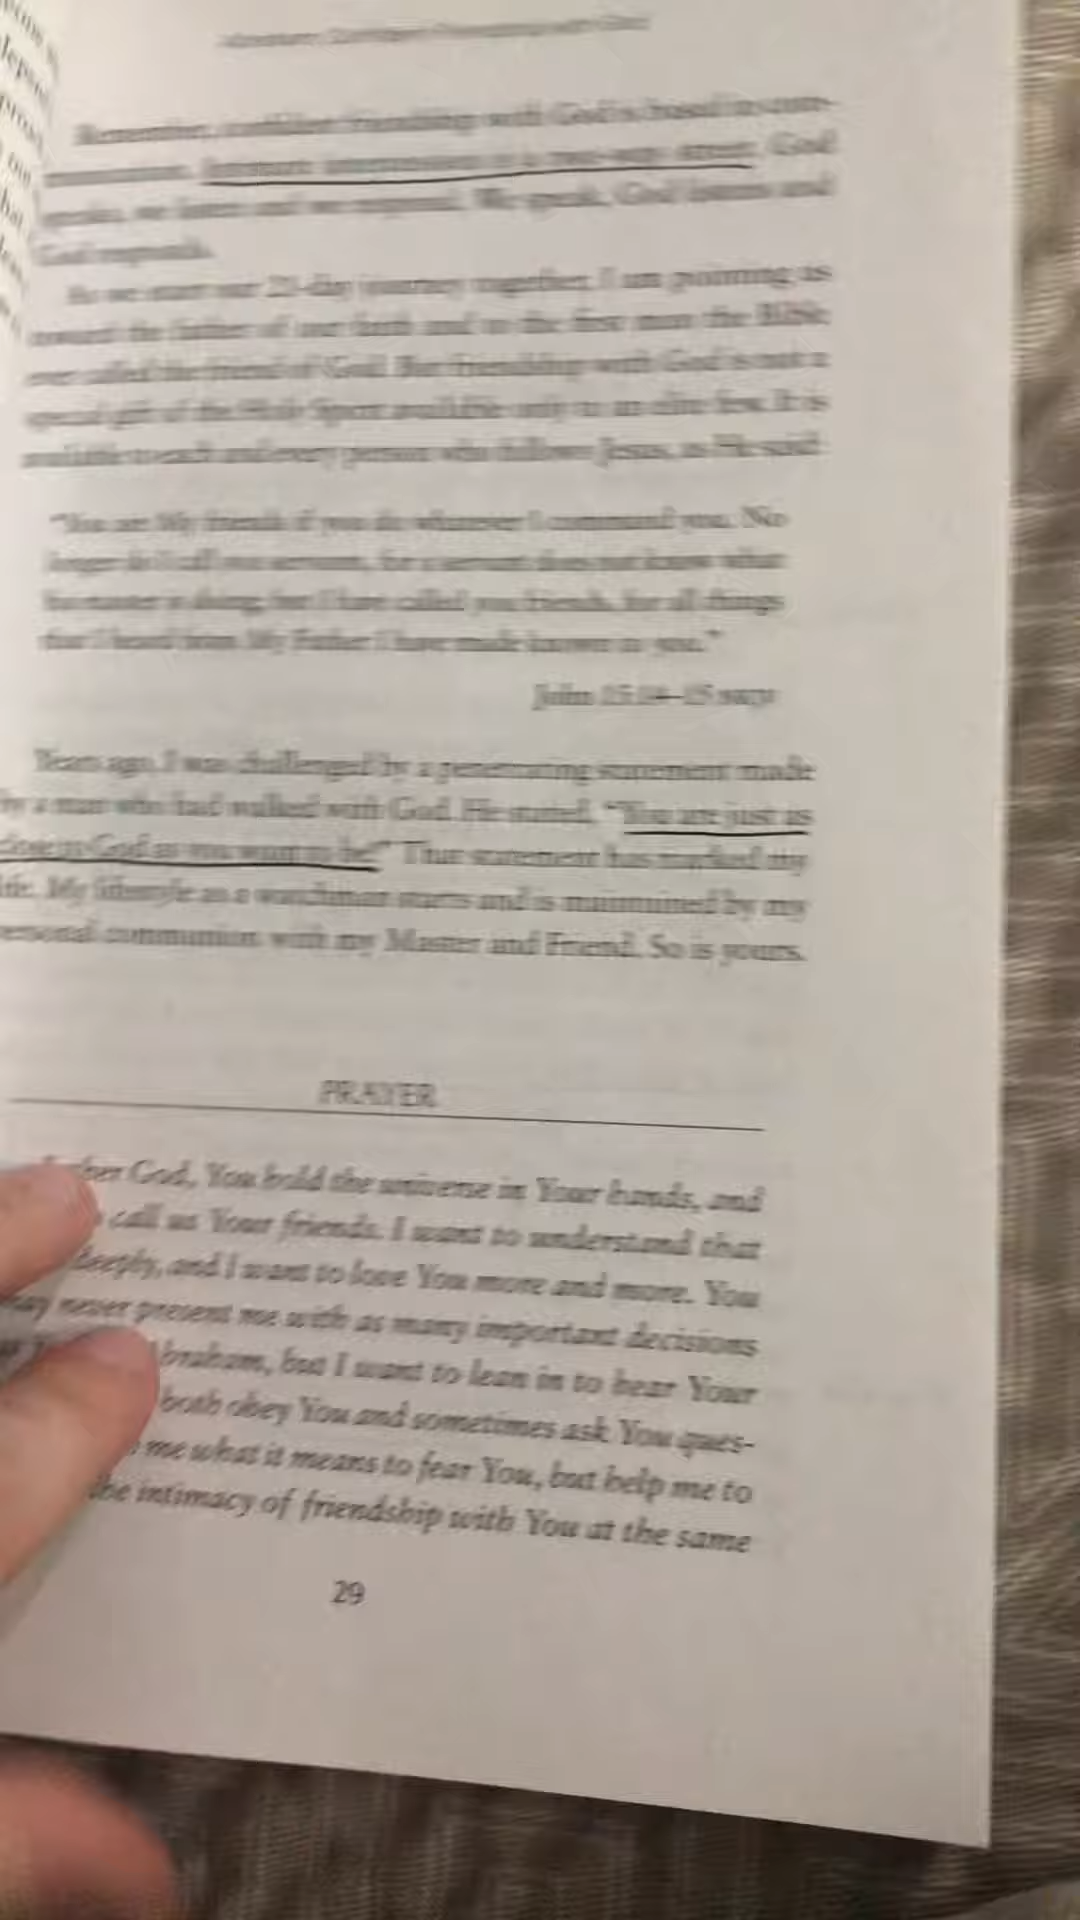 Remember, confident friendship with God is based in com-
munion. Intimate communion is a two-way street. God
speaks, we listen and we respond. We speak, God listens and
God responds.
As we start our 21-day journey together, I am pointing us
toward the father of our faith and to the first man the Bible
ever called the friend of God. But friendship with God is not a
special gift of the Holy Spirit available only to an elite few. It is
available to each and every person who follows Jesus, as He said:
"You are My friends if you do whatever I command you. No
longer do I call you servants, for a servant does not know what
his master is doing; but I have called you friends, for all things
that I heard from My Father I have made known to you."
John 15:14–15 NKJV
Years ago, I was challenged by a penetrating statement made
by a man who had walked with God. He stated, "You are just as
close to God as you want to be!" That statement has marked my
life. My lifestyle as a watchman starts and is maintained by my
personal communion with my Master and Friend. So is yours.
PRAYER
God, You hold the universe in Your hands, and
call us Your friends. I want to understand that
deeply, and I want to love You more and more. You
may never present me with as many important decisions
Abraham, but I want to lean in to hear Your
both obey You and sometimes ask You ques-
me what it means to fear You, but help me to
the intimacy of friendship with You at the same
29